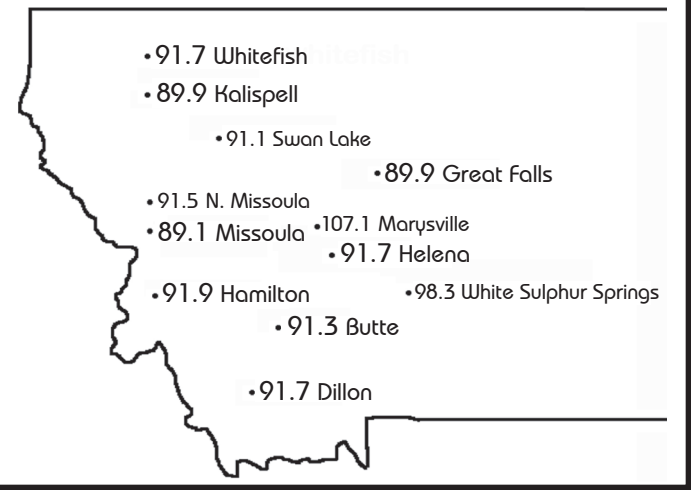 •91.7 Whitefish
•89.9 Kalispell
•91.1 Swan Lake
•89.9 Great Falls
•91.5 N. Missoula
•107.1 Marysville
•89.1 Missoula
•91.7 Helena
•91.9 Hamilton
•98.3 White Sulphur Springs
•91.3 Butte
•91.7 Dillon